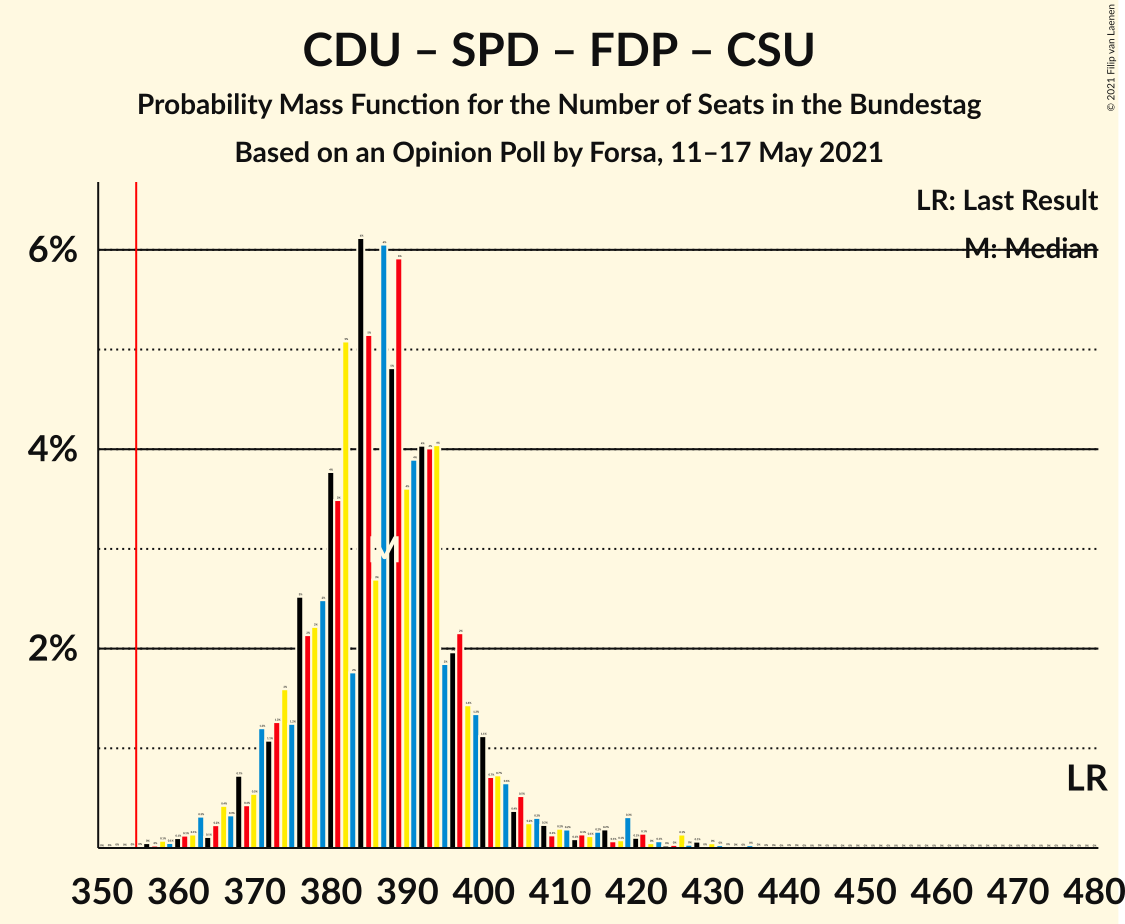 CDU – SPD – FDP – CSU
Probability Mass Function for the Number of Seats in the Bundestag
Based on an Opinion Poll by Forsa, 11–17 May 2021
© 2021 Filip van Laenen
LR: Last Result
M: Median
6%
4%
2%
M
LR
350 360 370 380 390 400 410 420 430 440 450 460 470 480